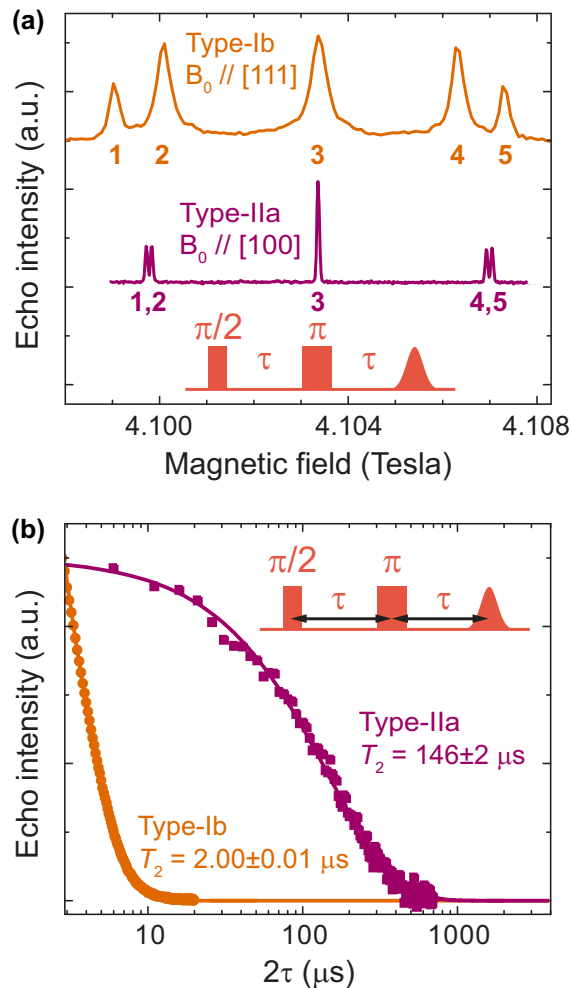 (a)
Type-Ib
B₀ // [111]
1 2 3 4 5
Type-IIa
B₀ // [100]
1,2 3 4,5
π/2 π
τ τ
Echo intensity (a.u.)
4.100 4.104 4.108
Magnetic field (Tesla)
(b)
π/2 π
τ τ
Type-IIa
T₂ = 146±2 μs
Type-Ib
T₂ = 2.00±0.01 μs
Echo intensity (a.u.)
10 100 1000
2τ (μs)